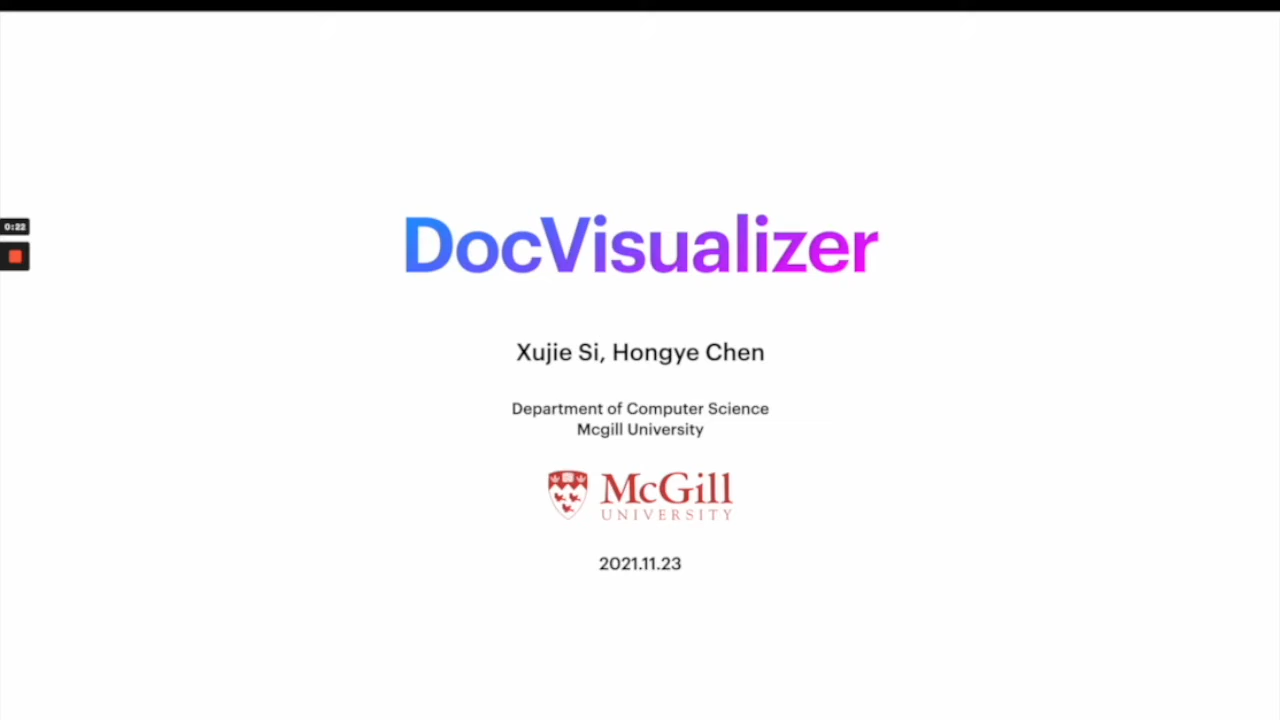 0:22
DocVisualizer
Xujie Si, Hongye Chen
Department of Computer Science
Mcgill University
McGill
UNIVERSITY
2021.11.23